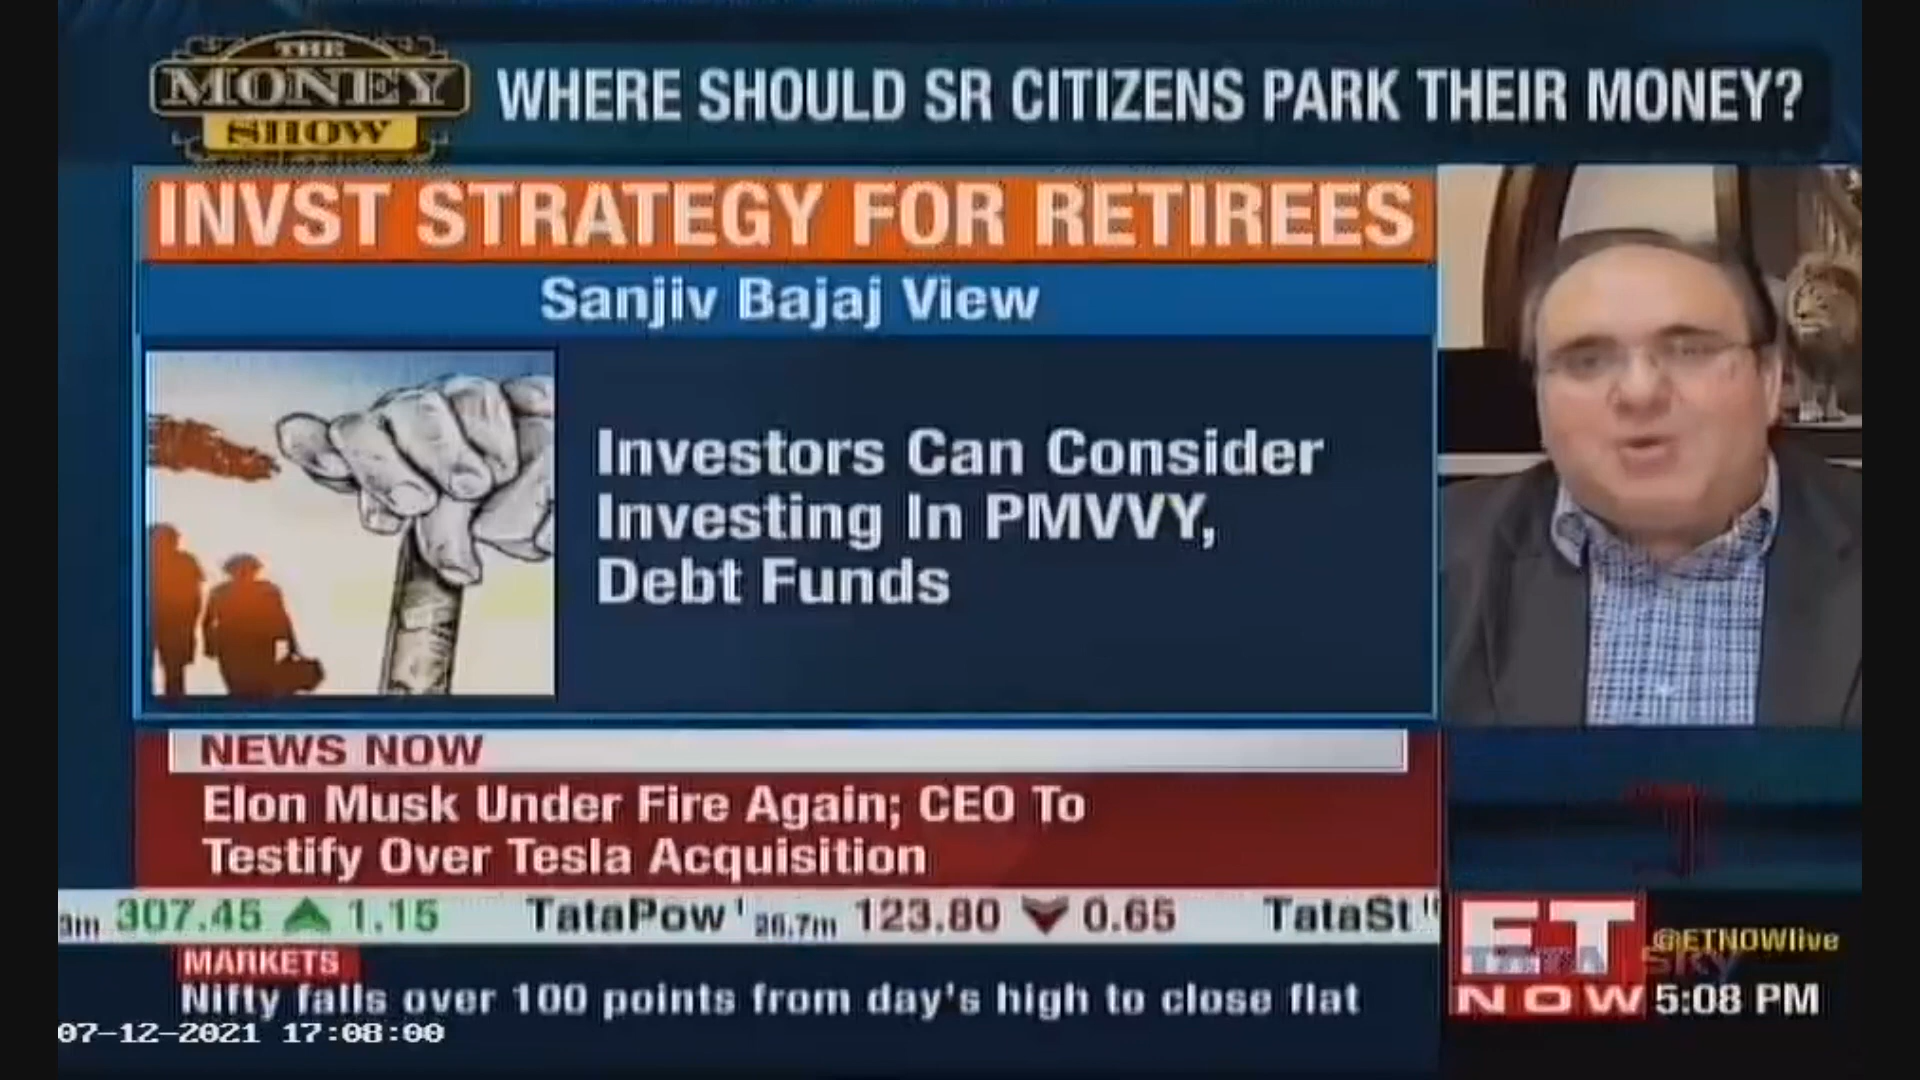 THE
MONEY
SHOW
WHERE SHOULD SR CITIZENS PARK THEIR MONEY?
INVST STRATEGY FOR RETIREES
Sanjiv Bajaj View
Investors Can Consider
Investing In PMVVY,
Debt Funds
NEWS NOW
Elon Musk Under Fire Again; CEO To
Testify Over Tesla Acquisition
307.45 ▲ 1.15 TataPow 123.80 ▼ 0.65 TataSt
MARKETS
Nifty falls over 100 points from day's high to close flat
ET
NOW
@ETNOWlive
TATA SKY
5:08 PM
07-12-2021 17:08:00